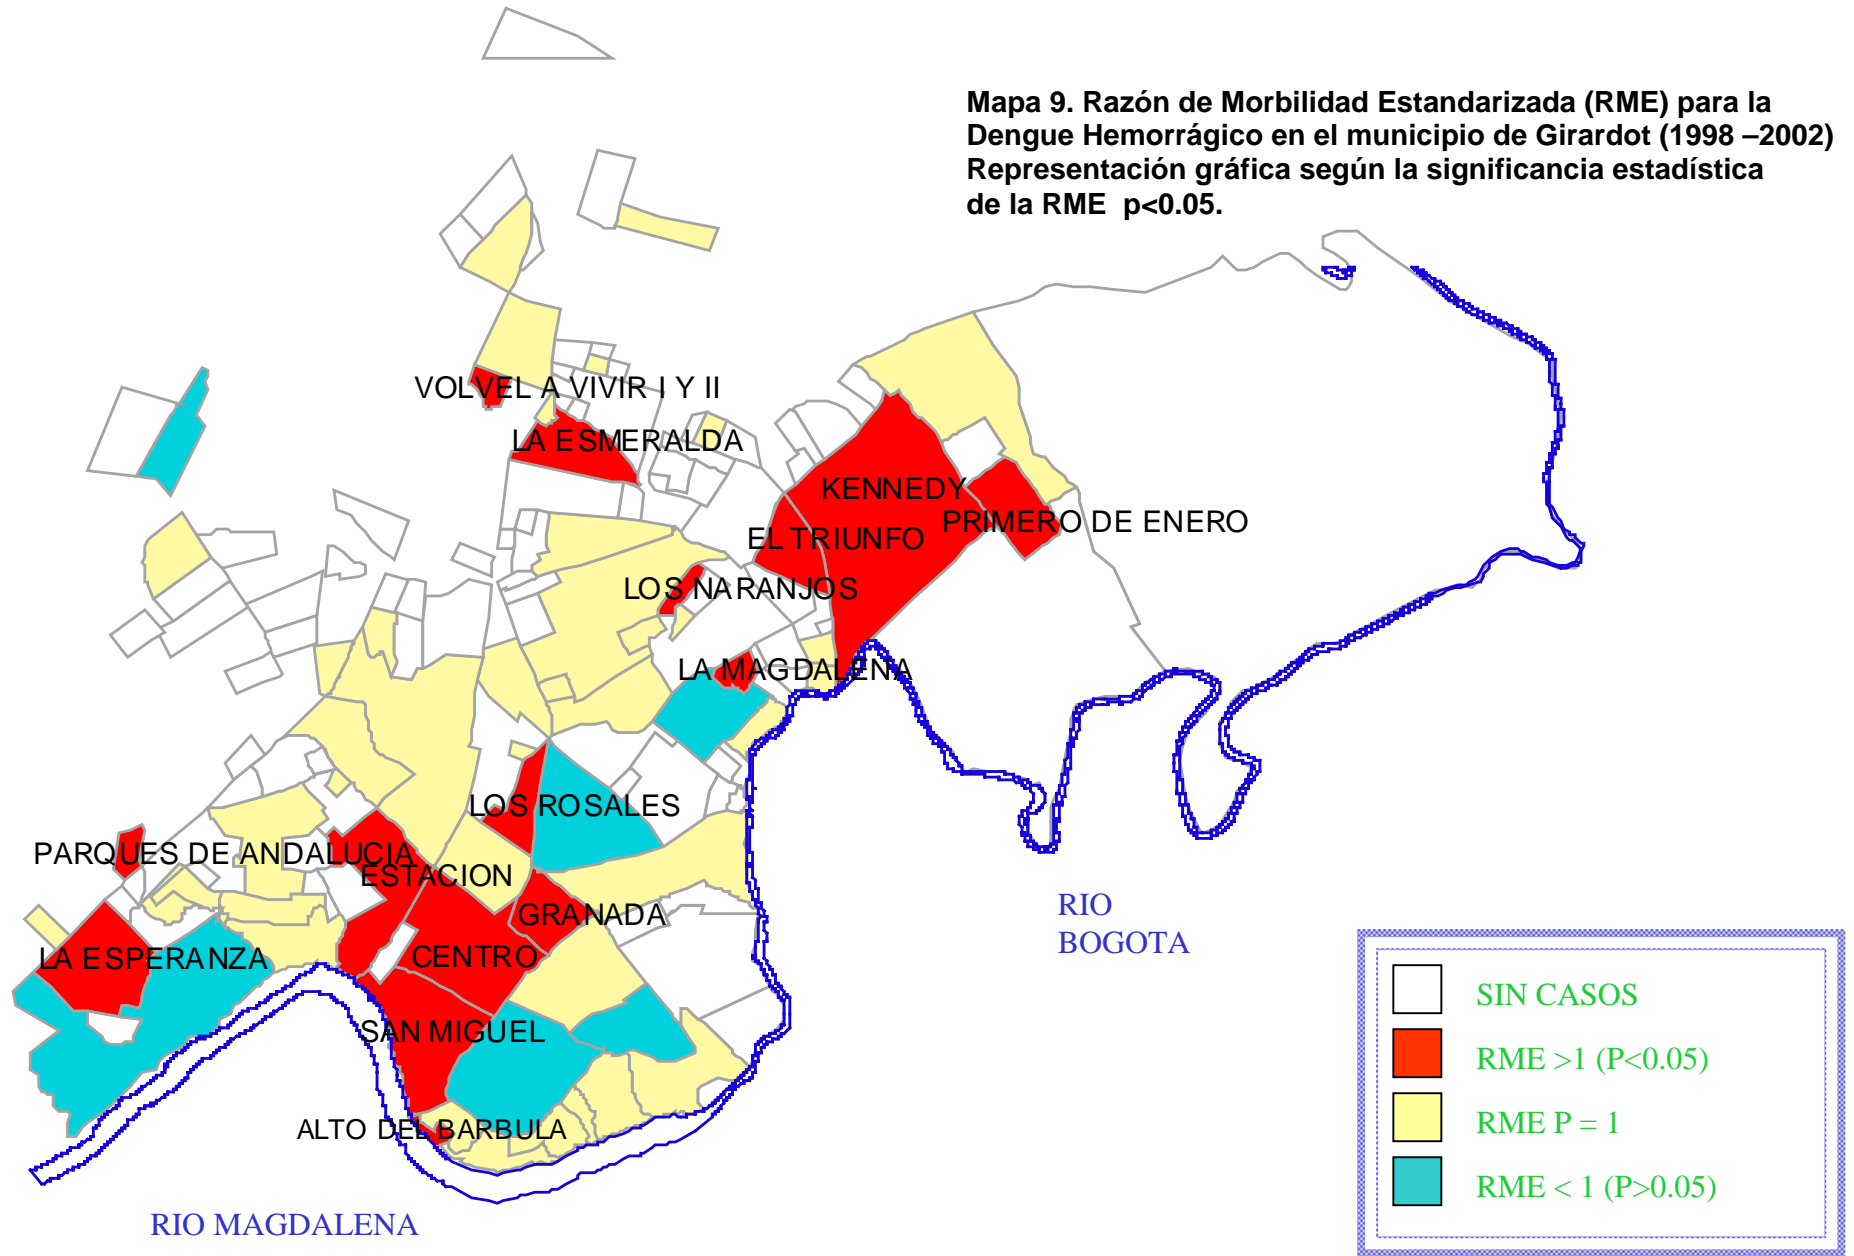 Mapa 9. Razón de Morbilidad Estandarizada (RME) para la
Dengue Hemorrágico en el municipio de Girardot (1998 –2002)
Representación gráfica según la significancia estadística
de la RME p<0.05.
VOLVEL A VIVIR I Y II
LA ESMERALDA
KENNEDY
PRIMERO DE ENERO
EL TRIUNFO
LOS NARANJOS
LA MAGDALENA
LOS ROSALES
PARQUES DE ANDALUCIA
ESTACION
GRANADA
CENTRO
LA ESPERANZA
SAN MIGUEL
ALTO DEL BARBULA
RIO
BOGOTA
RIO MAGDALENA
SIN CASOS
RME >1 (P<0.05)
RME P = 1
RME < 1 (P>0.05)